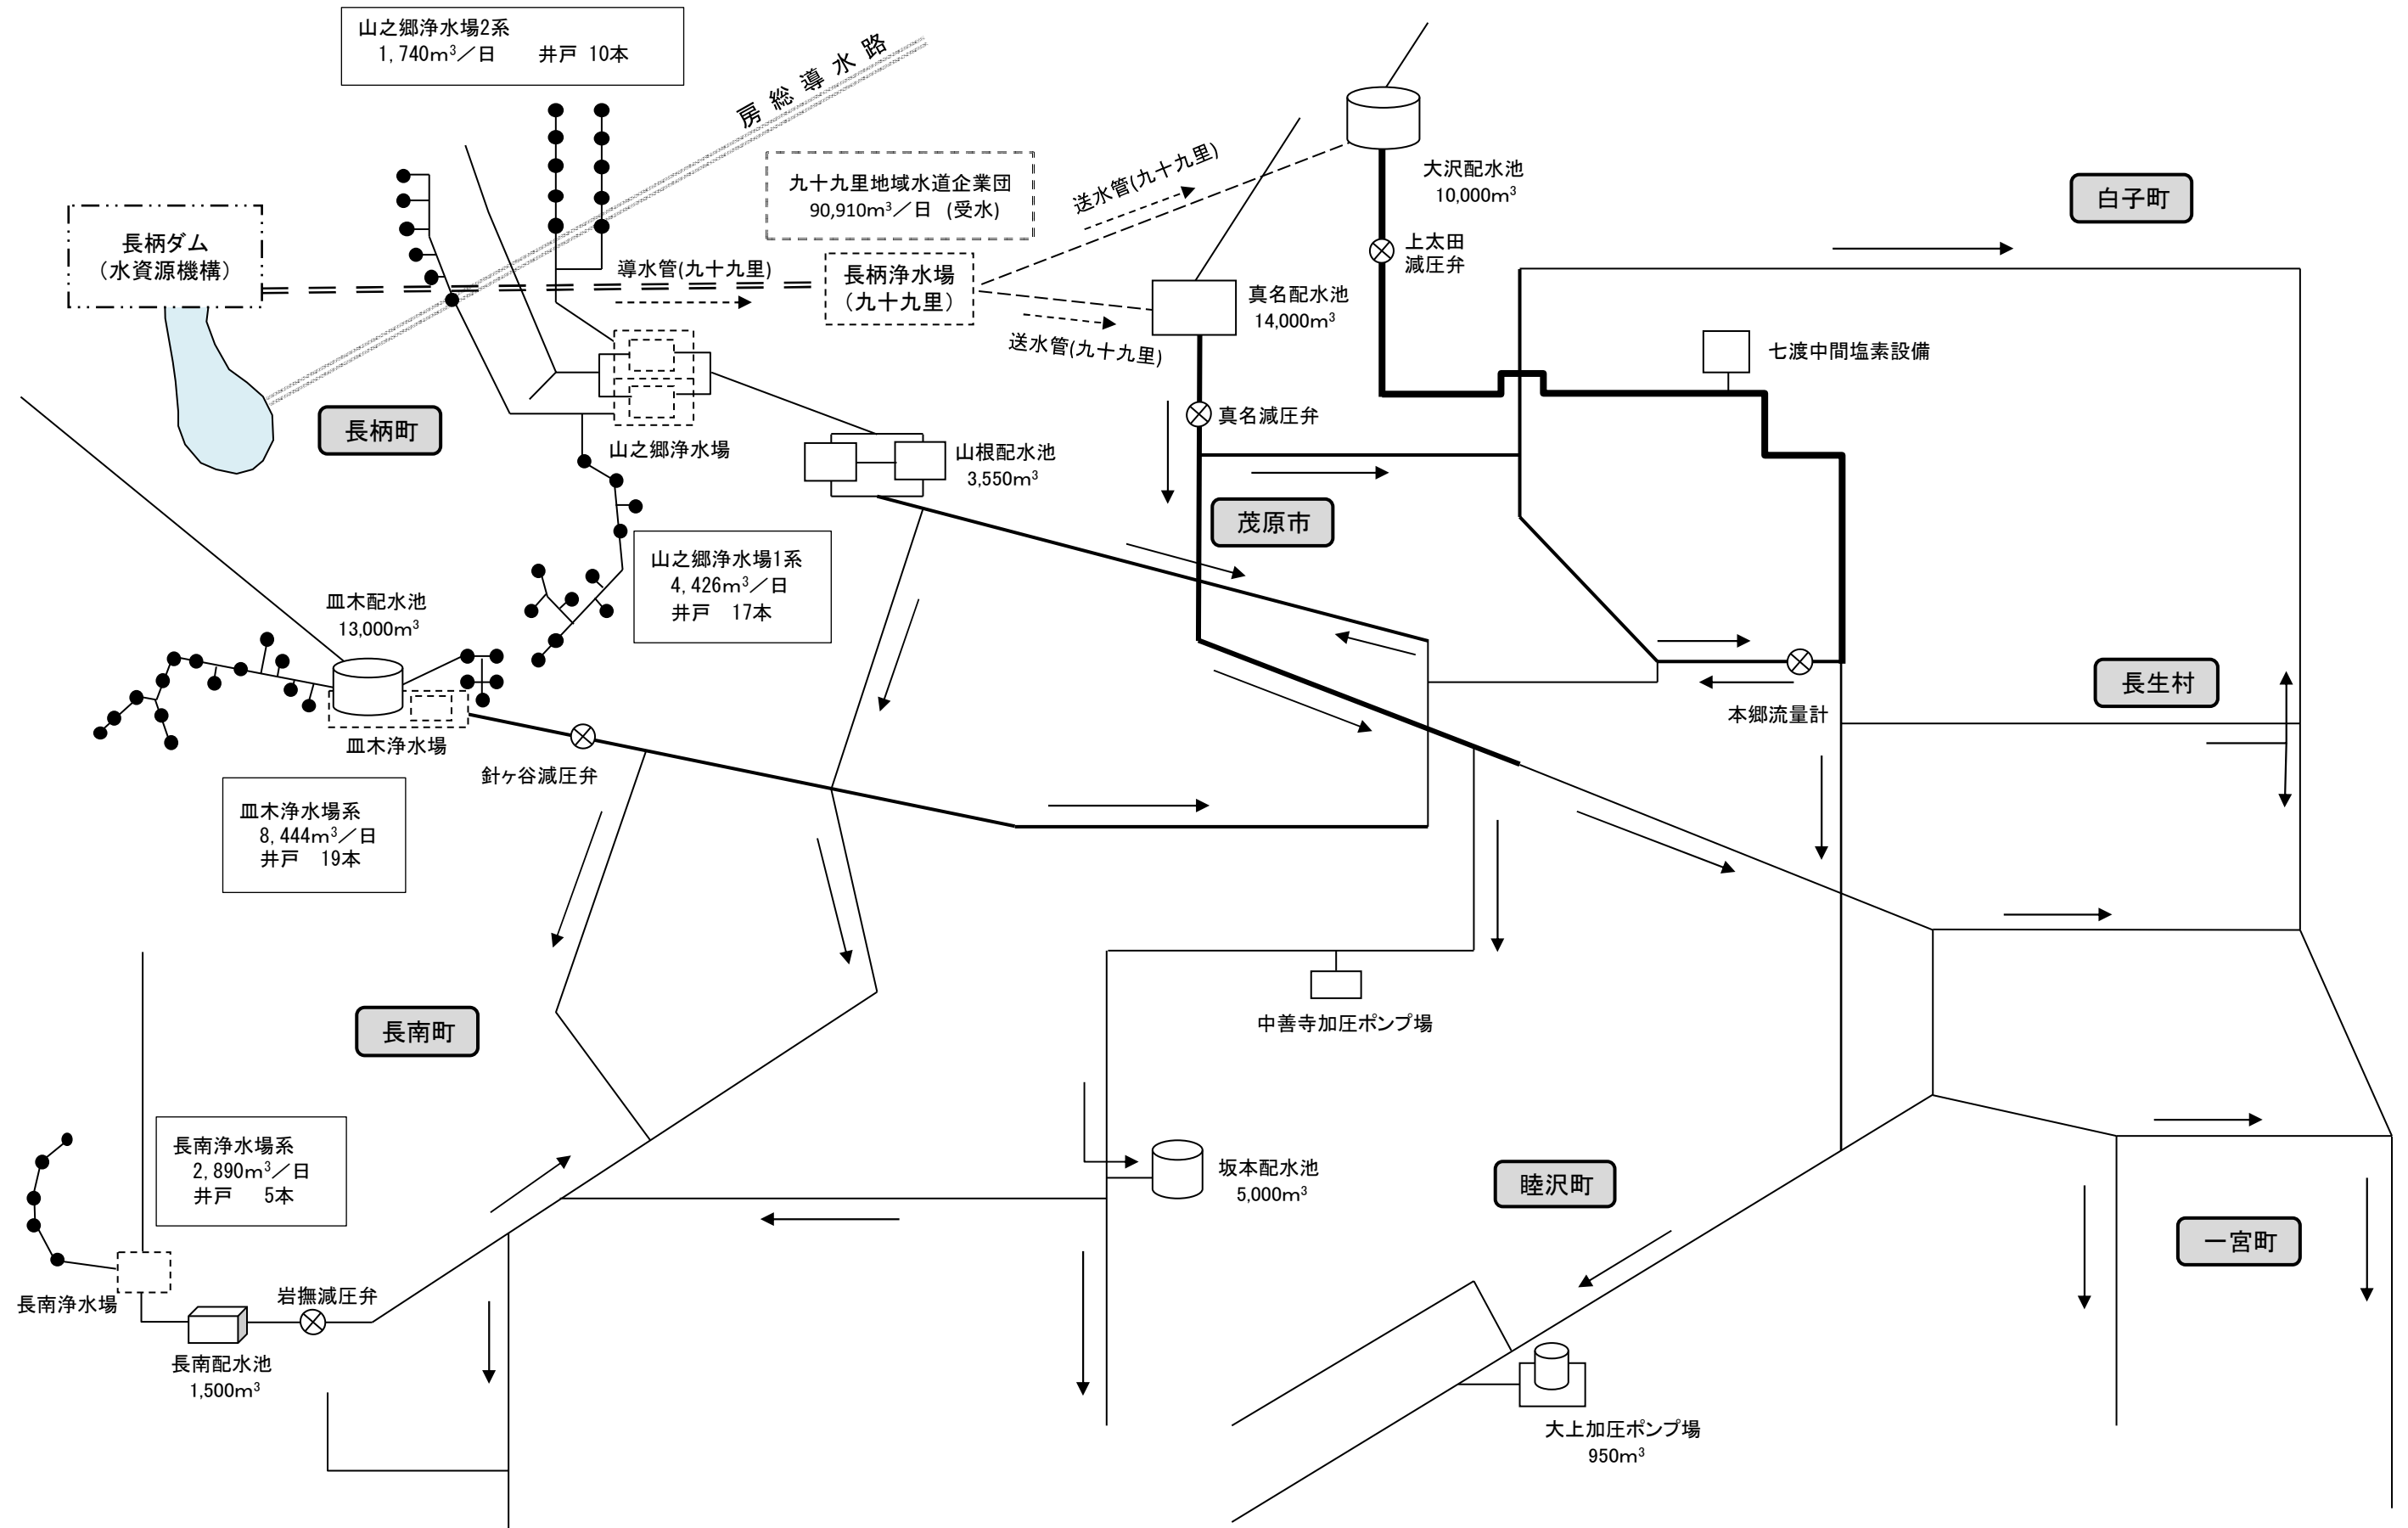 山之郷浄水場2系
1,740m³／日　　井戸 10本
房総導水路
九十九里地域水道企業団
90,910m³／日 (受水)
送水管(九十九里)
大沢配水池
10,000m³
白子町
長柄ダム
（水資源機構）
導水管(九十九里)
長柄浄水場
（九十九里）
上太田
減圧弁
真名配水池
14,000m³
送水管(九十九里)
七渡中間塩素設備
長柄町
山之郷浄水場
真名減圧弁
山根配水池
3,550m³
茂原市
山之郷浄水場1系
4,426m³／日
井戸　17本
皿木配水池
13,000m³
皿木浄水場
針ヶ谷減圧弁
本郷流量計
長生村
皿木浄水場系
8,444m³／日
井戸　19本
長南町
中善寺加圧ポンプ場
長南浄水場系
2,890m³／日
井戸　5本
坂本配水池
5,000m³
睦沢町
一宮町
長南浄水場
岩撫減圧弁
長南配水池
1,500m³
大上加圧ポンプ場
950m³